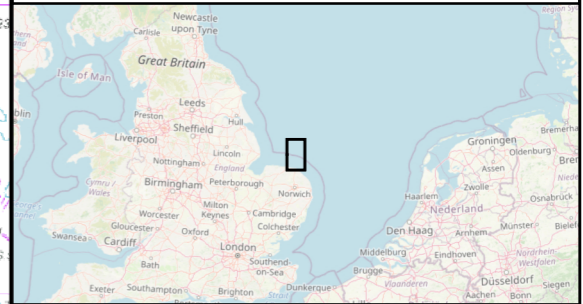 Newcastle
upon Tyne
Carlisle
Great Britain
Isle of Man
Leeds
Preston
Hull
Sheffield
Liverpool
Lincoln
Nottingham
England
Cymru /
Wales
Birmingham
Peterborough
Norwich
Worcester
Milton
Keynes
Cambridge
Gloucester
Oxford
Colchester
Swansea
Cardiff
London
Bath
Southend-
on-Sea
Exeter
Southampton
Brighton
Dunkerque
Groningen
Oldenburg
Assen
Zwolle
Haarlem
Nederland
Osnabrück
Den Haag
Arnhem
Münster
Middelburg
Eindhoven
Brugge
Vlaanderen
Nordrhein-
Westfalen
Düsseldorf
Siegen
Aachen
Bonn